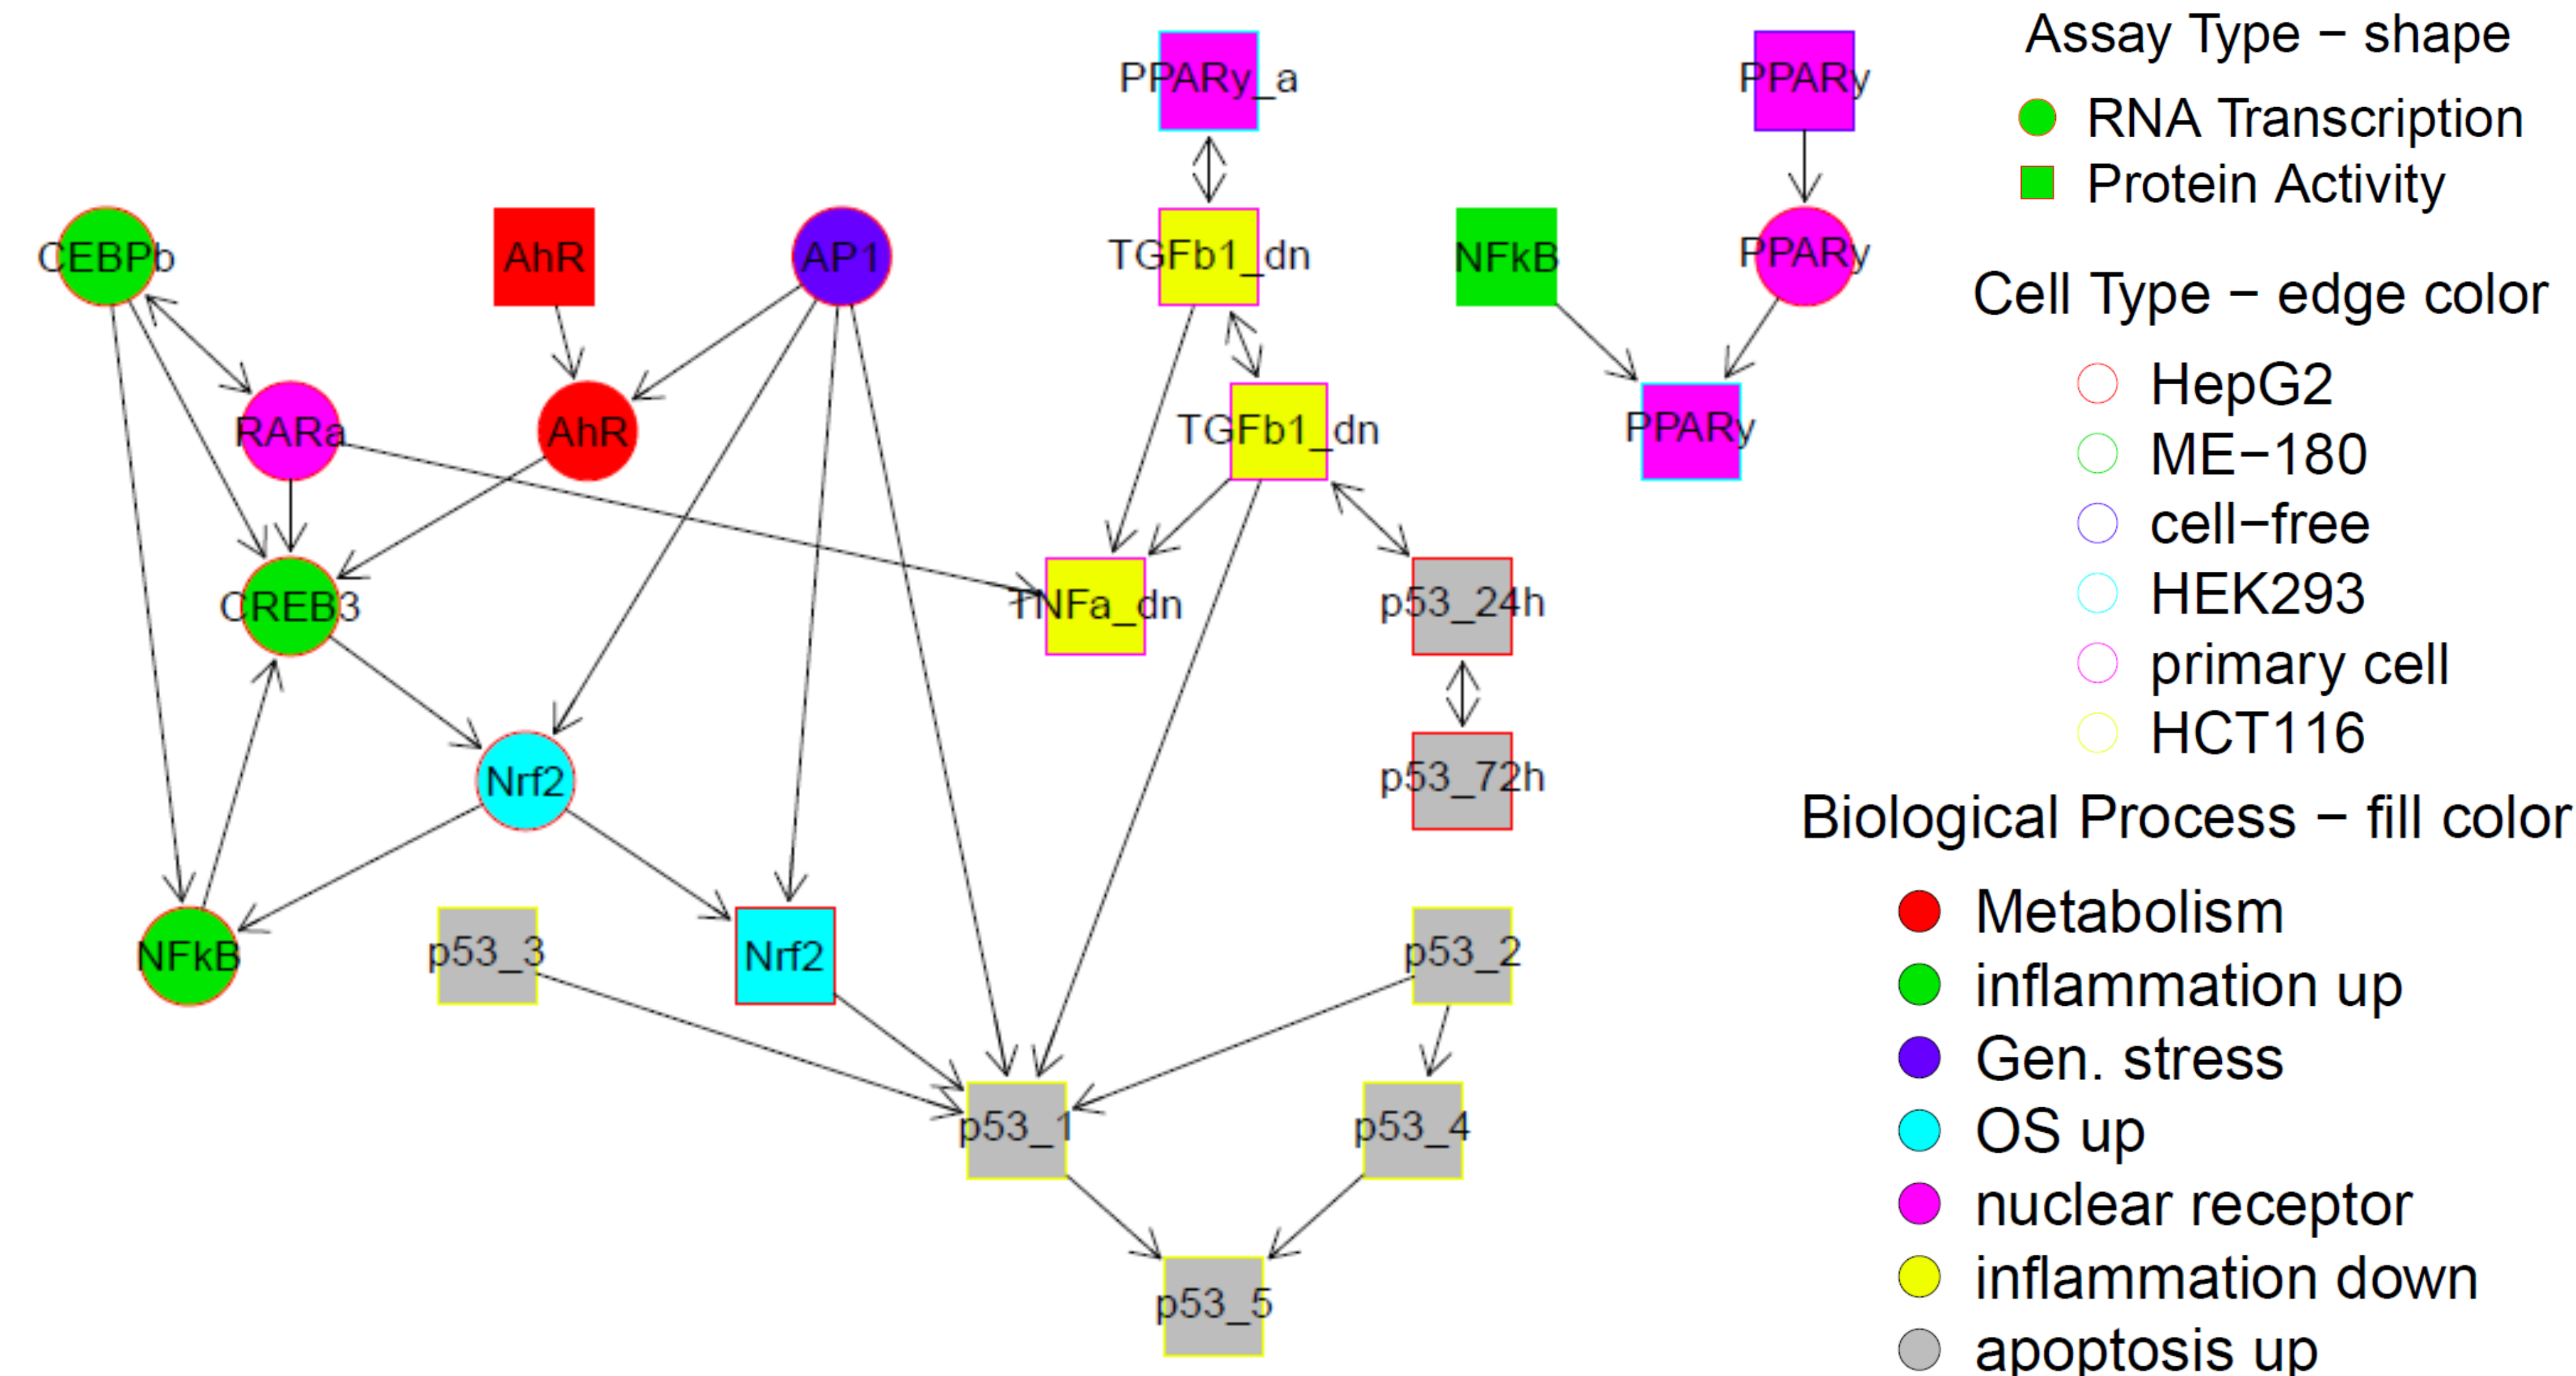 PPARy_a
PPARy
CEBPb
AhR
AP1
TGFb1_dn
NFkB
PPARy
RARa
AhR
TGFb1_dn
PPARy
CREB3
TNFa_dn
p53_24h
Nrf2
p53_72h
NFkB
p53_3
Nrf2
p53_2
p53_1
p53_4
p53_5
Assay Type − shape
RNA Transcription
Protein Activity
Cell Type − edge color
HepG2
ME−180
cell−free
HEK293
primary cell
HCT116
Biological Process − fill color
Metabolism
inflammation up
Gen. stress
OS up
nuclear receptor
inflammation down
apoptosis up